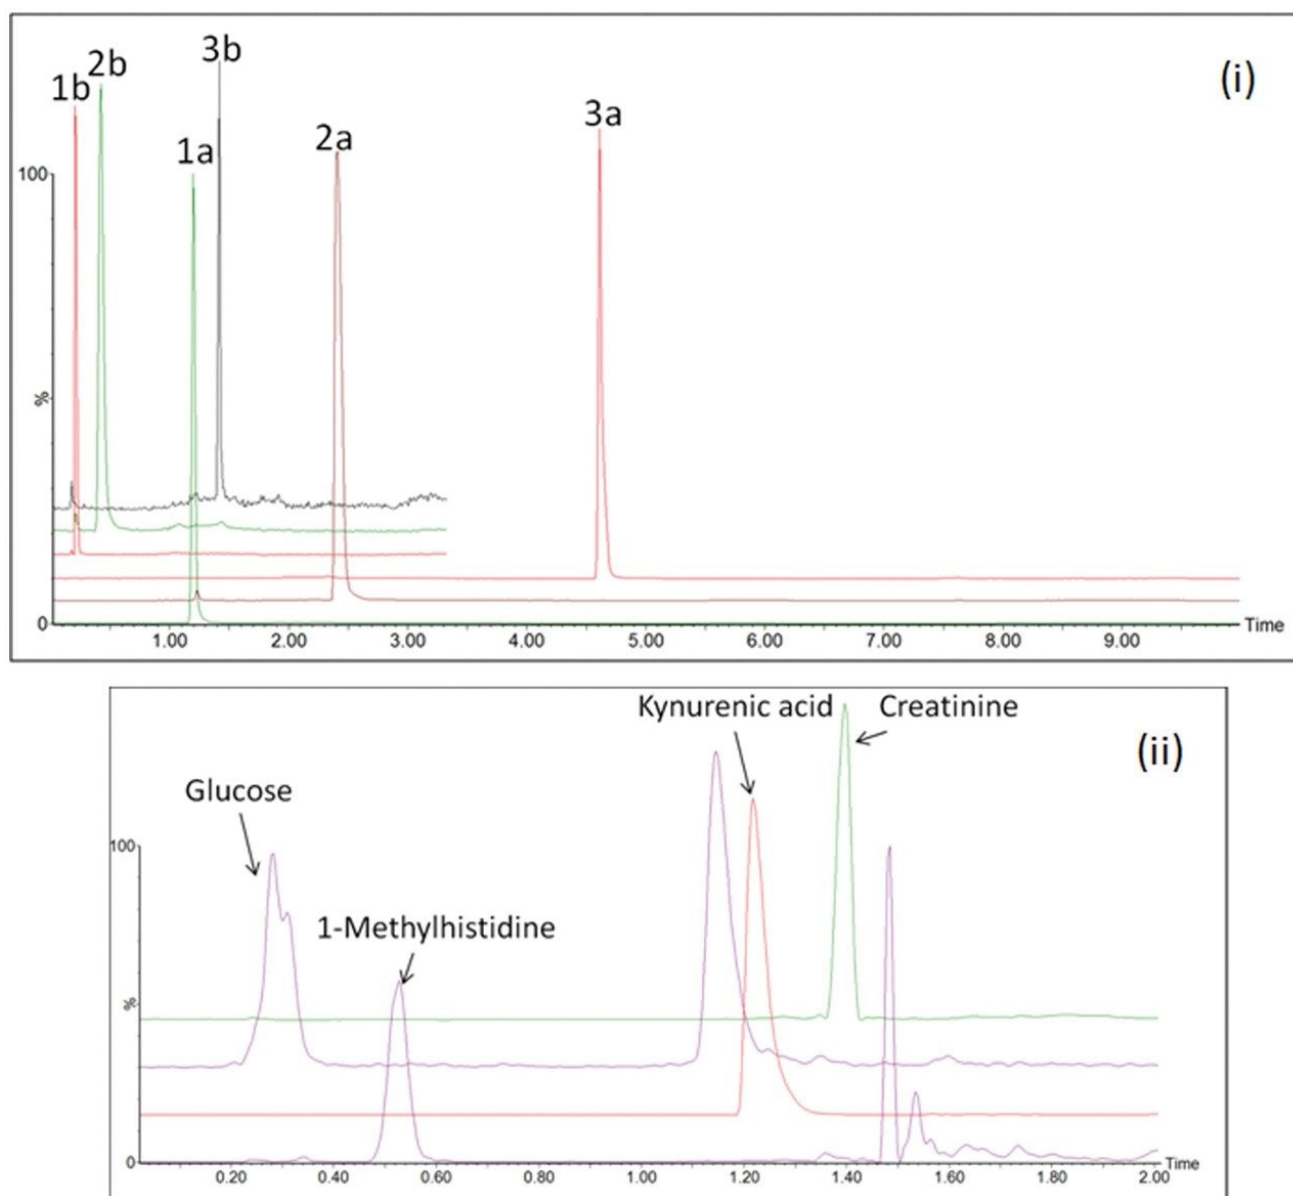 (i)
3b
2b
1b
3a
2a
1a
100
%
0
1.00 2.00 3.00 4.00 5.00 6.00 7.00 8.00 9.00 Time
Kynurenic acid Creatinine
(ii)
Glucose
100
1-Methylhistidine
%
0
0.20 0.40 0.60 0.80 1.00 1.20 1.40 1.60 1.80 2.00 Time